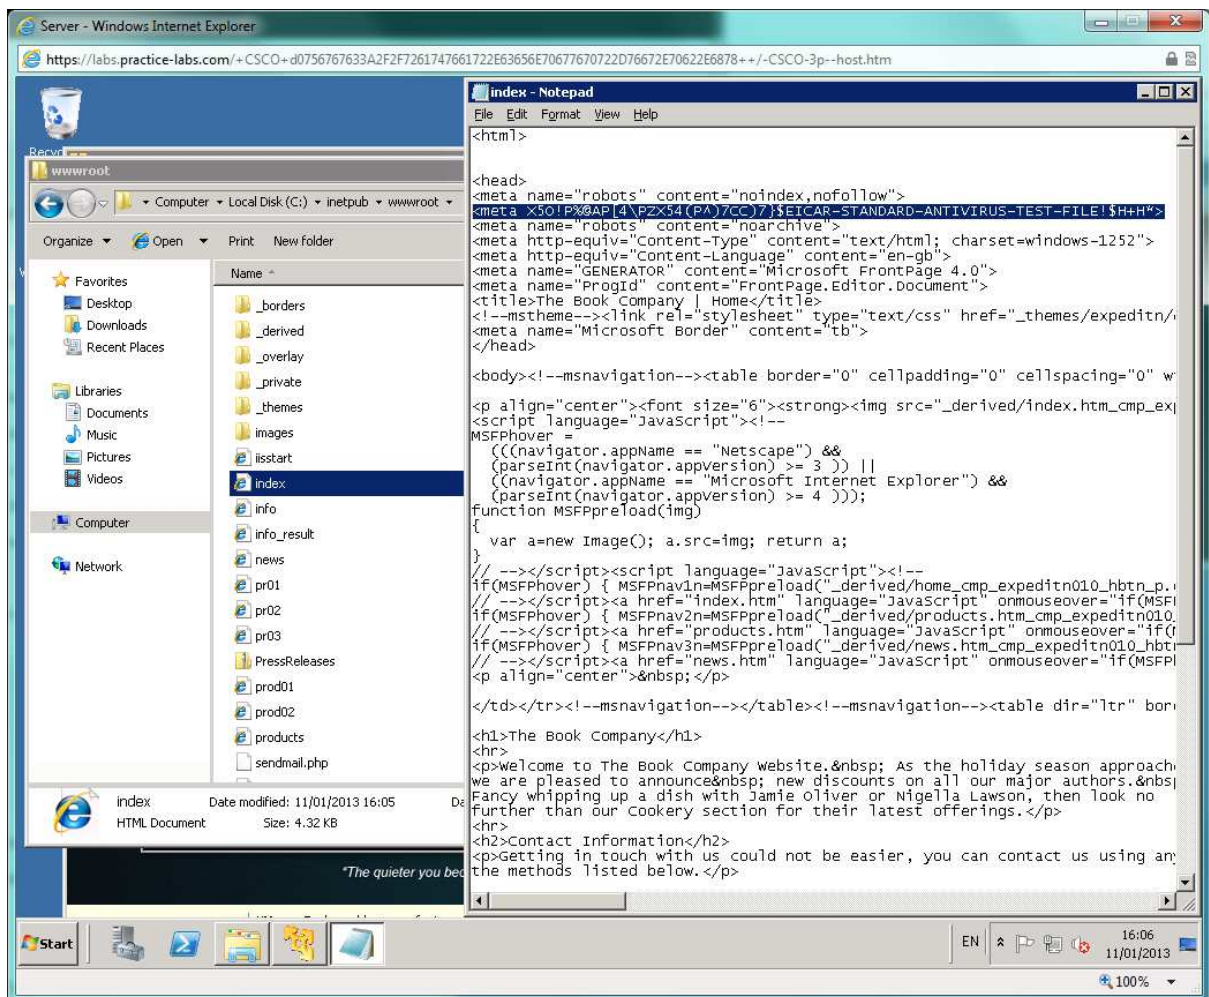 Server - Windows Internet Explorer
https://labs.practice-labs.com/+CSCO+d0756767633A2F2F7261747661722E63656E70677670722D76672E70622E6878++/-CSCO-3p--host.htm
wwwroot
Computer Local Disk (C:) inetpub wwwroot
Organize Open Print New folder
Favorites
Desktop
Downloads
Recent Places
Libraries
Documents
Music
Pictures
Videos
Computer
Network
Name
_borders
_derived
_overlay
_private
_themes
images
iisstart
index
info
info_result
news
pr01
pr02
pr03
PressReleases
prod01
prod02
products
sendmail.php
index Date modified: 11/01/2013 16:05
HTML Document Size: 4.32 KB
"The quieter you bec
index - Notepad
File Edit Format View Help
<html>
<head>
<meta name="robots" content="noindex,nofollow">
<meta X5O!P%@AP[4\PZX54(P^)7CC)7}$EICAR-STANDARD-ANTIVIRUS-TEST-FILE!$H+H*>
<meta name="robots" content="noarchive">
<meta http-equiv="Content-Type" content="text/html; charset=windows-1252">
<meta http-equiv="Content-Language" content="en-gb">
<meta name="GENERATOR" content="Microsoft FrontPage 4.0">
<meta name="ProgId" content="FrontPage.Editor.Document">
<title>The Book Company | Home</title>
<!--mstheme--><link rel="stylesheet" type="text/css" href="_themes/expeditn/
<meta name="Microsoft Border" content="tb">
</head>
<body><!--msnavigation--><table border="0" cellpadding="0" cellspacing="0" w
<p align="center"><font size="6"><strong><img src="_derived/index.htm_cmp_exp
<script language="JavaScript"><!--
MSFPhover =
(((navigator.appName == "Netscape") &&
(parseInt(navigator.appVersion) >= 3 )) ||
((navigator.appName == "Microsoft Internet Explorer") &&
(parseInt(navigator.appVersion) >= 4 )));
function MSFPpreload(img)
{
var a=new Image(); a.src=img; return a;
}
// --></script><script language="JavaScript"><!--
if(MSFPhover) { MSFPnav1n=MSFPpreload("_derived/home_cmp_expeditn010_hbtn_p.
// --></script><a href="index.htm" language="JavaScript" onmouseover="if(MSF
if(MSFPhover) { MSFPnav2n=MSFPpreload("_derived/products.htm_cmp_expeditn010_
// --></script><a href="products.htm" language="JavaScript" onmouseover="if(
if(MSFPhover) { MSFPnav3n=MSFPpreload("_derived/news.htm_cmp_expeditn010_hbt
// --></script><a href="news.htm" language="JavaScript" onmouseover="if(MSFP
<p align="center">&nbsp;</p>
</td></tr><!--msnavigation--></table><!--msnavigation--><table dir="ltr" bor
<h1>The Book Company</h1>
<hr>
<p>Welcome to The Book Company Website.&nbsp; As the holiday season approach
we are pleased to announce&nbsp; new discounts on all our major authors.&nbs
Fancy whipping up a dish with Jamie Oliver or Nigella Lawson, then look no
further than our Cookery section for their latest offerings.</p>
<hr>
<h2>Contact Information</h2>
<p>Getting in touch with us could not be easier, you can contact us using an
the methods listed below.</p>
Start
EN
16:06
11/01/2013
100%